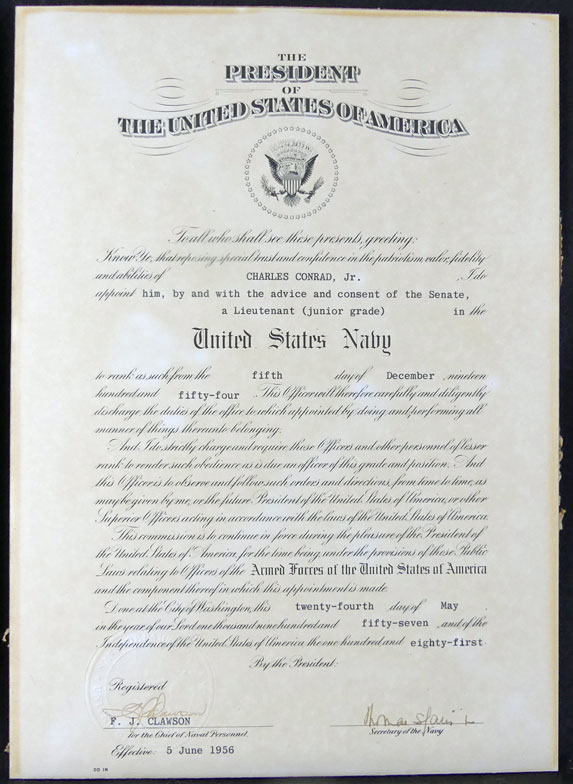 THE
PRESIDENT
OF
THE UNITED STATES OF AMERICA
To all who shall see these presents, greeting:
Know Ye, that reposing special trust and confidence in the patriotism, valor, fidelity
and abilities of CHARLES CONRAD, Jr. I do
appoint him, by and with the advice and consent of the Senate,
a Lieutenant (junior grade) in the
United States Navy
to rank as such from the fifth day of December , nineteen
hundred and fifty-four . This Officer will therefore carefully and diligently
discharge the duties of the office to which appointed by doing and performing all
manner of things thereunto belonging.
And I do strictly charge and require those Officers and other personnel of lesser
rank to render such obedience as is due an officer of this grade and position. And
this Officer is to observe and follow such orders and directions, from time to time, as
may be given by me, or the future President of the United States of America, or other
Superior Officers acting in accordance with the laws of the United States of America.
This commission is to continue in force during the pleasure of the President of
the United States of America, for the time being, under the provisions of those Public
Laws relating to Officers of the Armed Forces of the United States of America
and the component thereof in which this appointment is made.
Done at the City of Washington, this twenty-fourth day of May
in the year of our Lord one thousand nine hundred and fifty-seven , and of the
Independence of the United States of America the one hundred and eighty-first.
By the President:
Registered
F. J. CLAWSON
for the Chief of Naval Personnel.
Secretary of the Navy
Effective: 5 June 1956